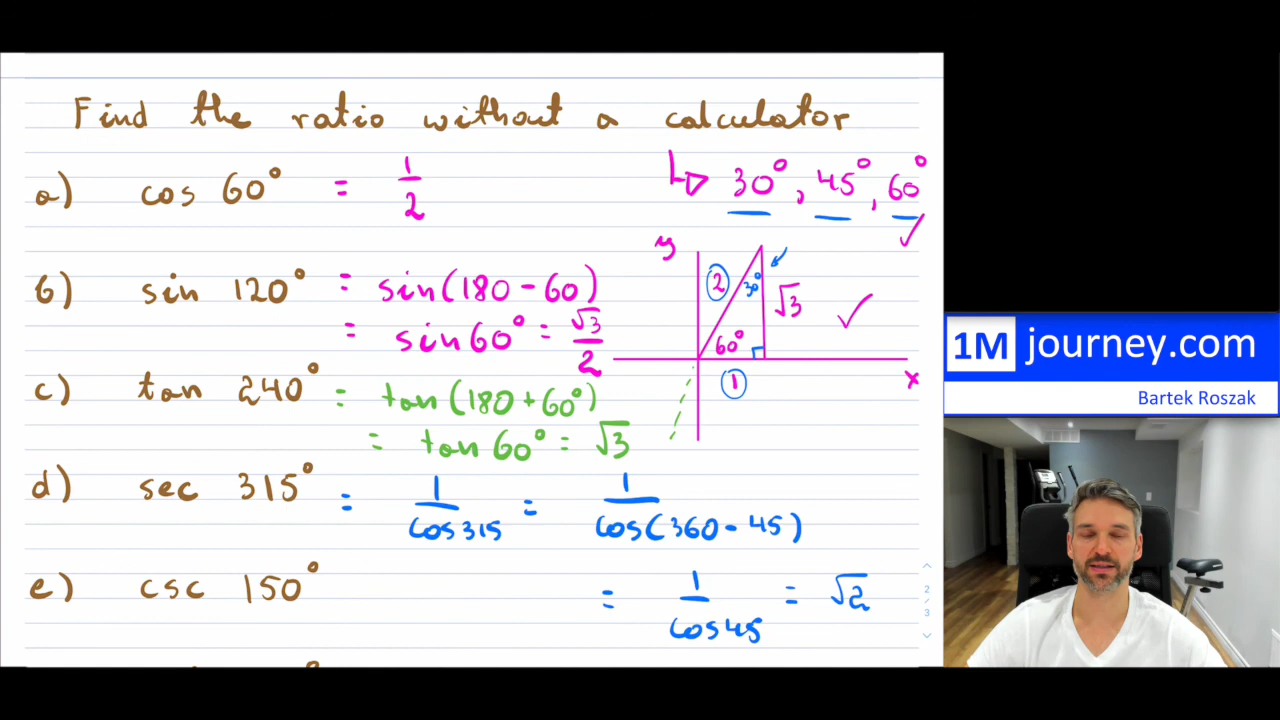 Find the ratio without a calculator
↳ 30°, 45°, 60° ✓
a) cos 60° = 1/2
b) sin 120° = sin(180 - 60)
= sin 60° = √3/2
y
2
30°
√3
✓
60°
1
x
c) tan 240° = tan(180 + 60°)
= tan 60° = √3
d) sec 315° = 1/cos 315 = 1/cos(360 - 45)
= 1/cos 45 = √2
e) csc 150°
2
/
3
1M journey.com
Bartek Roszak